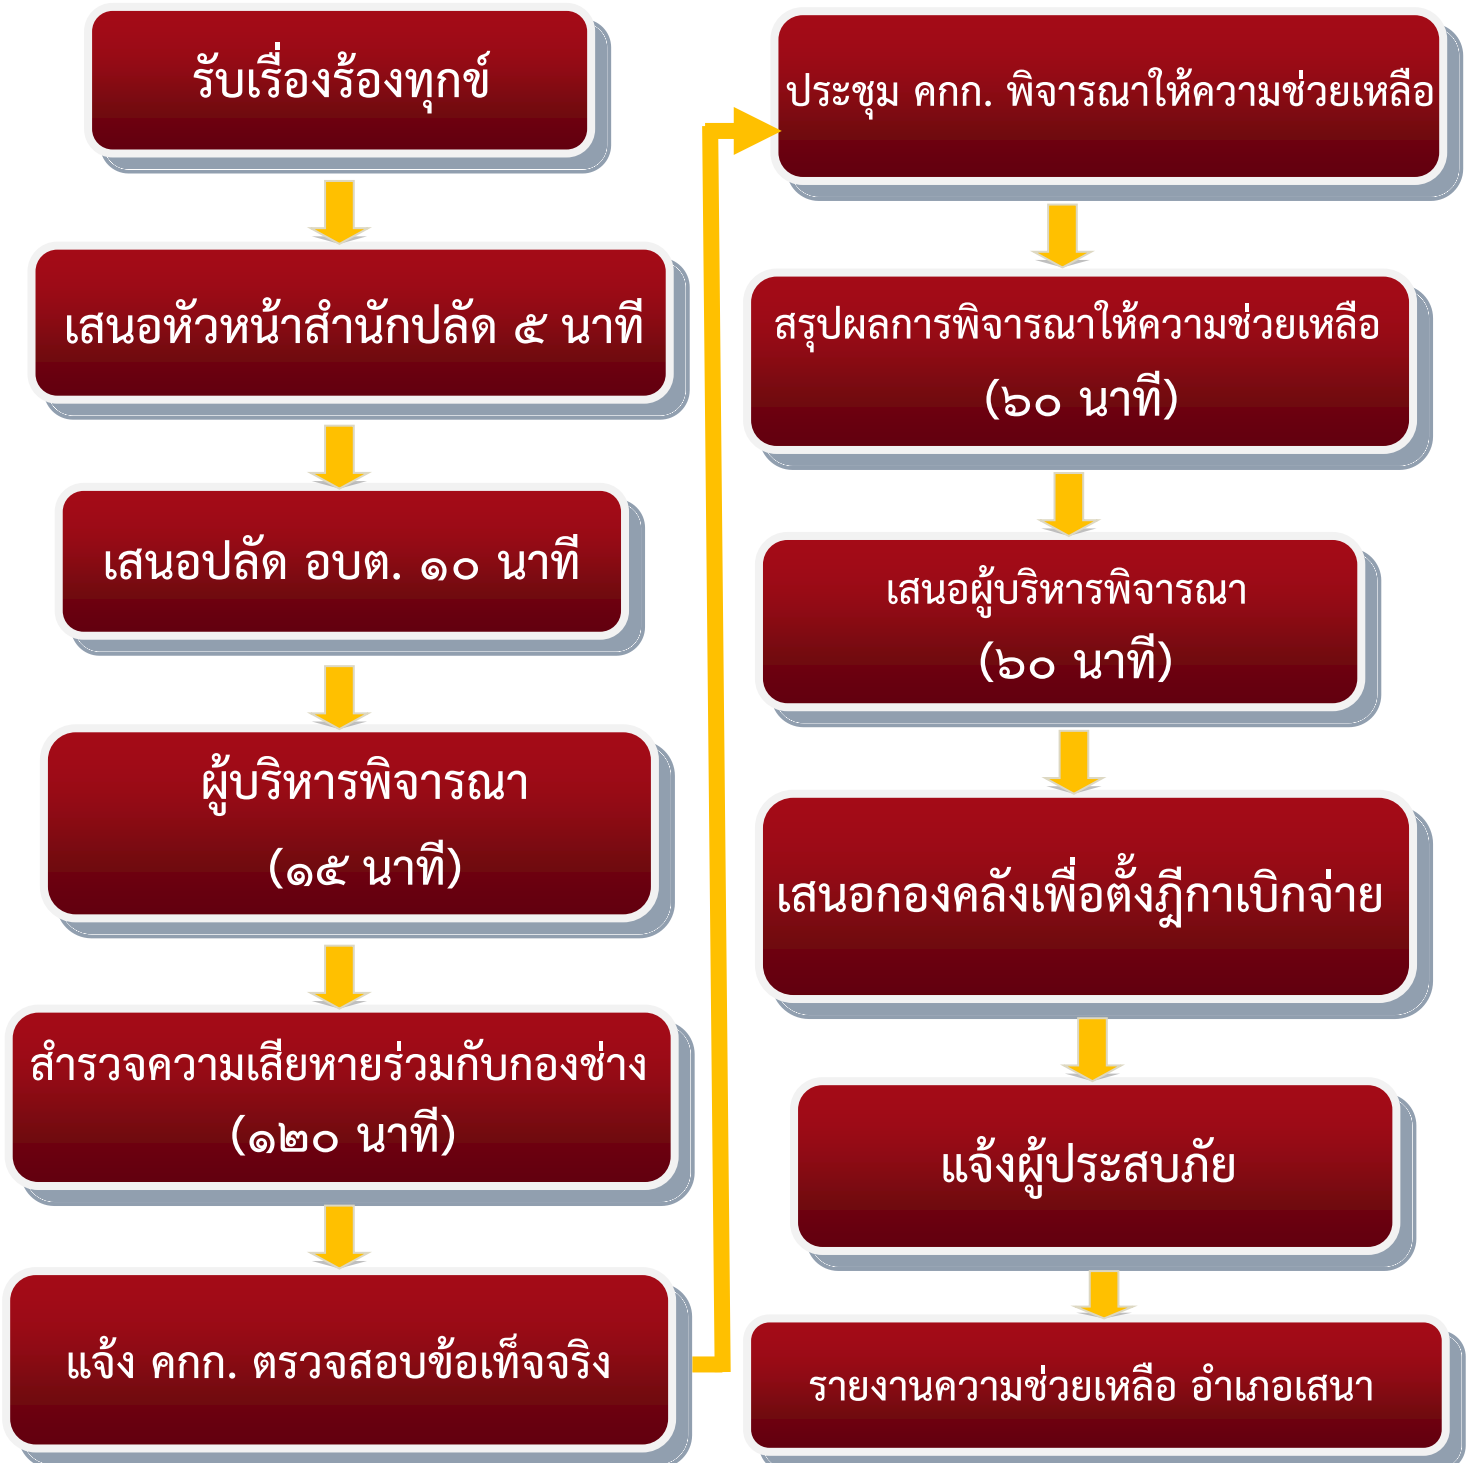 รับเรื่องร้องทุกข์
เสนอหัวหน้าสำนักปลัด ๕ นาที
เสนอปลัด อบต. ๑๐ นาที
ผู้บริหารพิจารณา
(๑๕ นาที)
สำรวจความเสียหายร่วมกับกองช่าง
(๑๒๐ นาที)
แจ้ง คกก. ตรวจสอบข้อเท็จจริง
ประชุม คกก. พิจารณาให้ความช่วยเหลือ
สรุปผลการพิจารณาให้ความช่วยเหลือ
(๖๐ นาที)
เสนอผู้บริหารพิจารณา
(๖๐ นาที)
เสนอกองคลังเพื่อตั้งฎีกาเบิกจ่าย
แจ้งผู้ประสบภัย
รายงานความช่วยเหลือ อำเภอเสนา